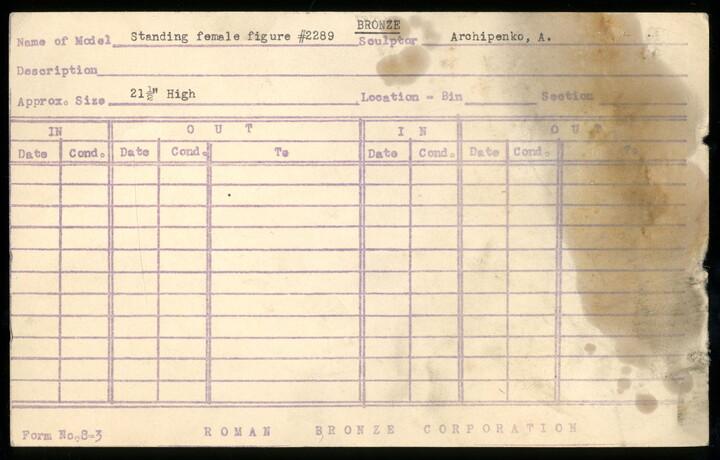 BRONZE
Name of Model Standing female figure #2289 Sculptor Archipenko, A.
Description
Approx. Size 21½" High Location - Bin Section
IN OUT IN OUT
Date Cond. Date Cond. To Date Cond. Date Cond. To
Form No. S-3 ROMAN BRONZE CORPORATION